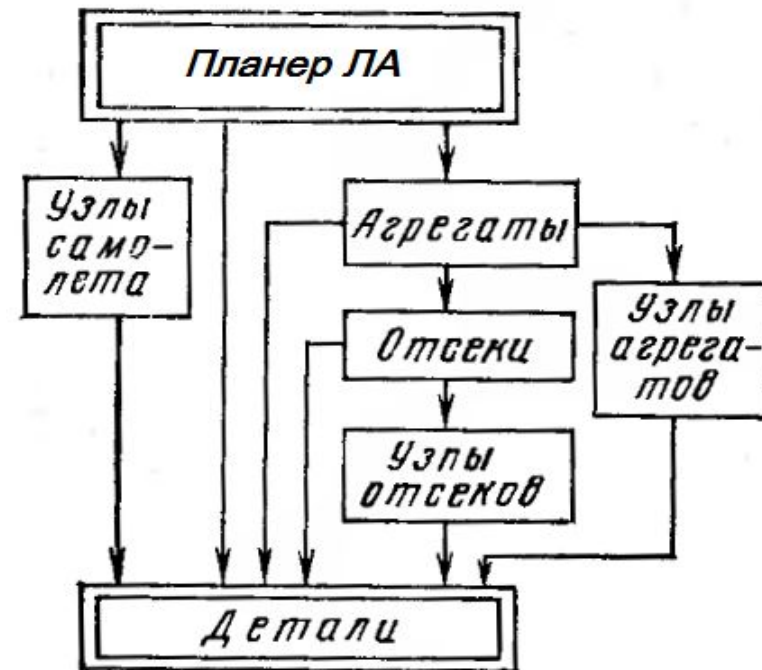 Планер ЛА
Узлы
само-
лета
Агрегаты
Отсеки
Узлы
агрега-
тов
Узлы
отсеков
Детали